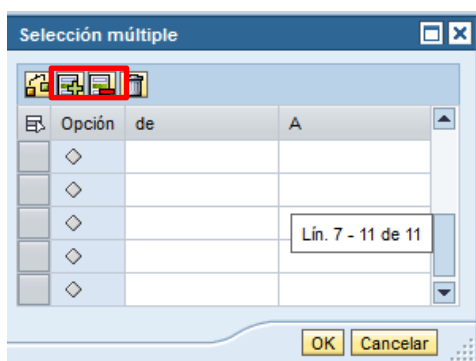 Selección múltiple
Opción de A
Lín. 7 - 11 de 11
OK Cancelar